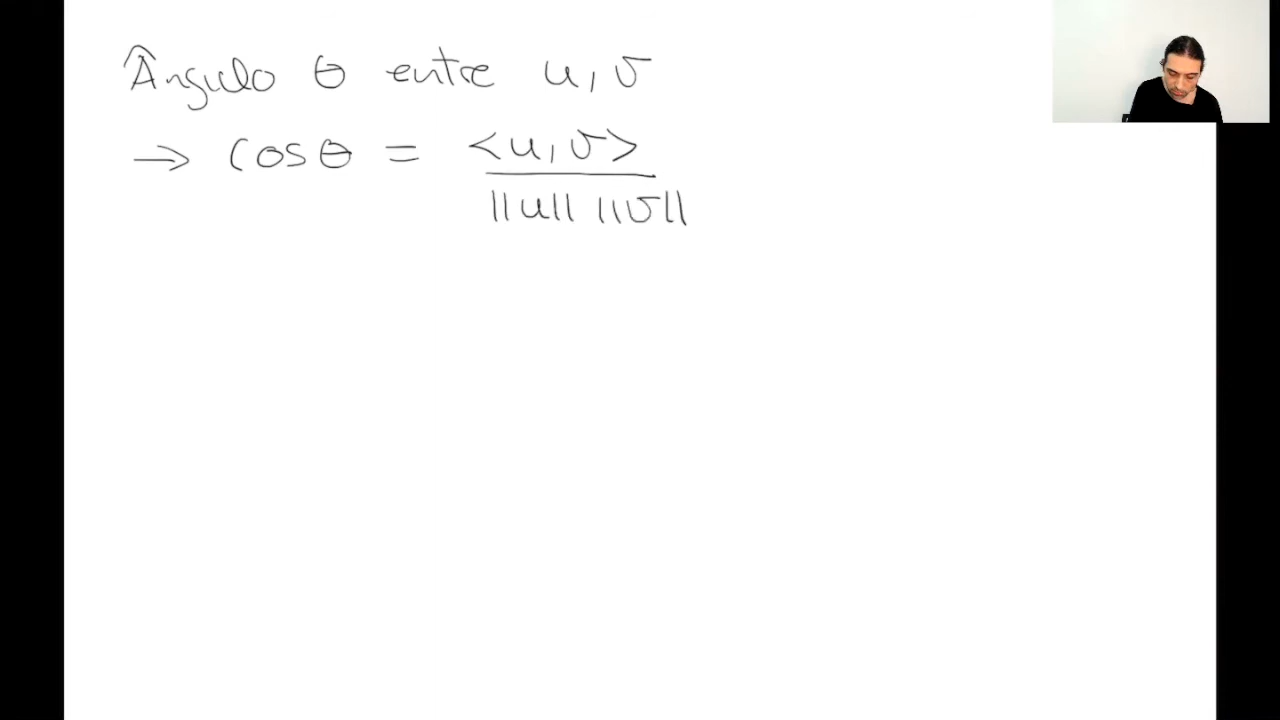 Ângulo θ entre u, v
→ cos θ = <u, v>
||u|| ||v||